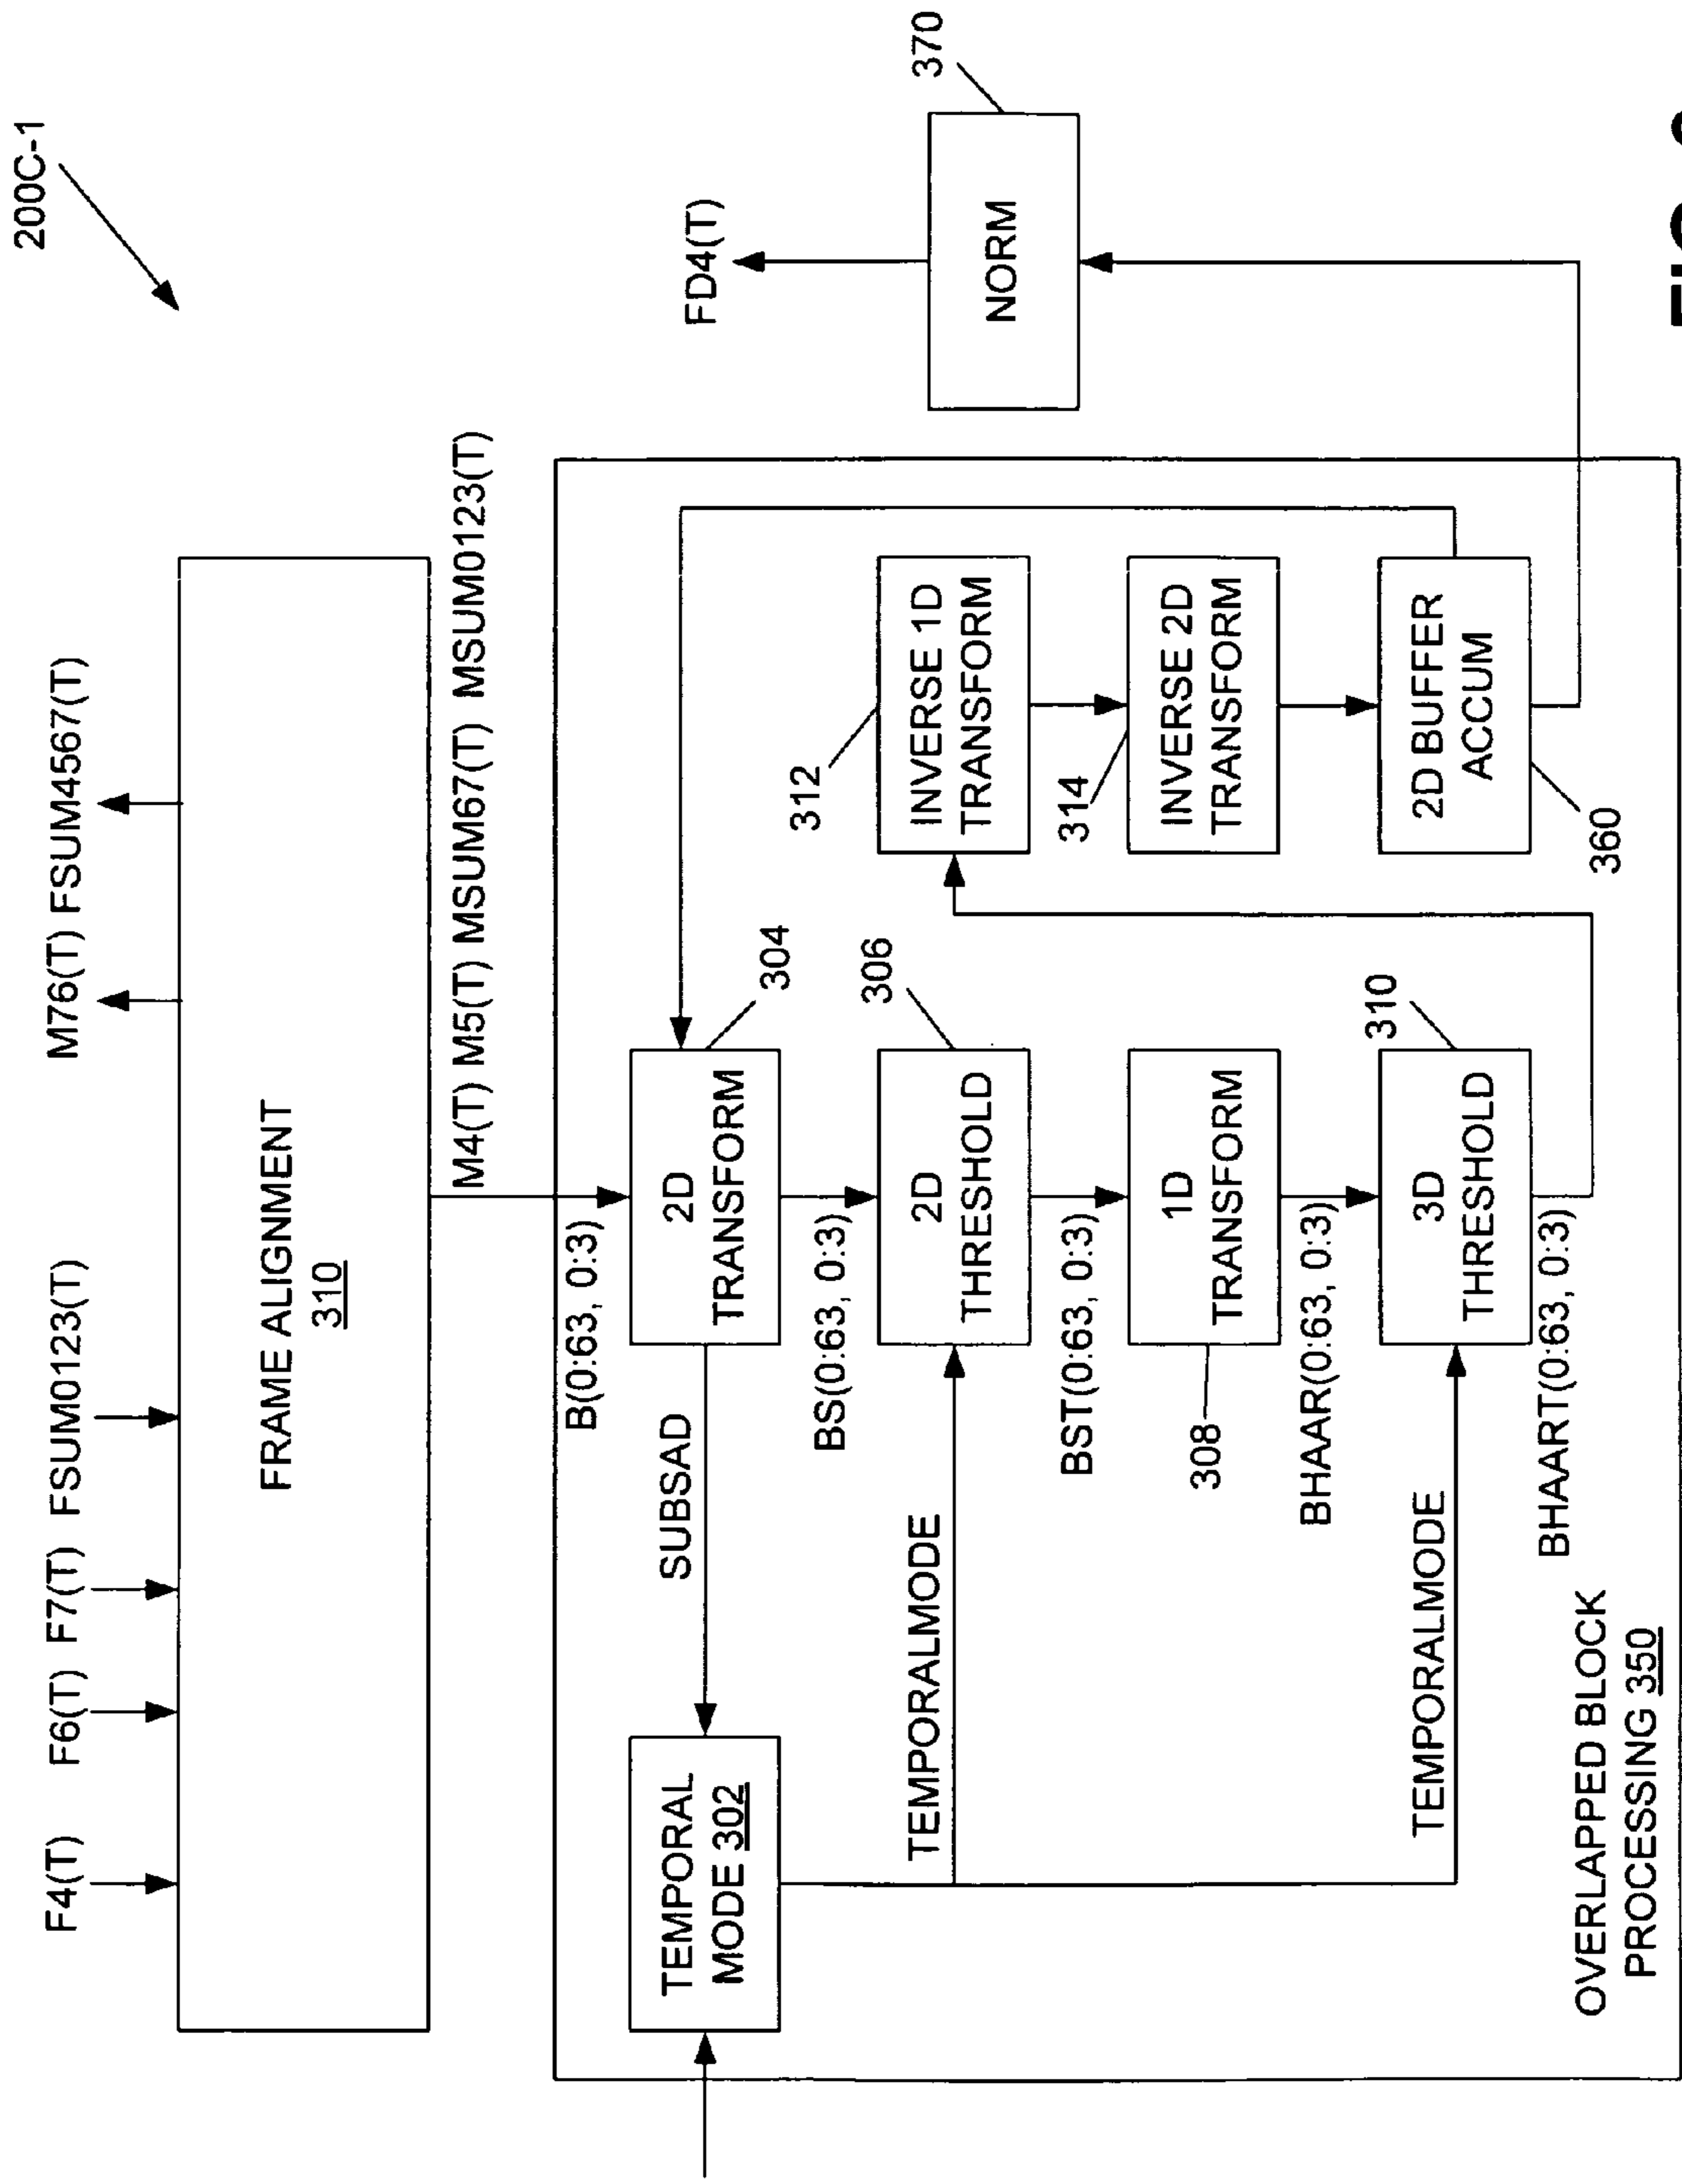 200C-1
F4(T) F6(T) F7(T) FSUM0123(T)
M76(T) FSUM4567(T)
FRAME ALIGNMENT
310
M4(T) M5(T) MSUM67(T) MSUM0123(T)
B(0:63, 0:3)
2D
TRANSFORM
304
SUBSAD
TEMPORAL
MODE 302
BS(0:63, 0:3)
TEMPORALMODE
2D
THRESHOLD
306
BST(0:63, 0:3)
1D
TRANSFORM
308
BHAAR(0:63, 0:3)
TEMPORALMODE
3D
THRESHOLD
310
BHAART(0:63, 0:3)
312
INVERSE 1D
TRANSFORM
314
INVERSE 2D
TRANSFORM
2D BUFFER
ACCUM
360
OVERLAPPED BLOCK
PROCESSING 350
FD4(T)
NORM
370